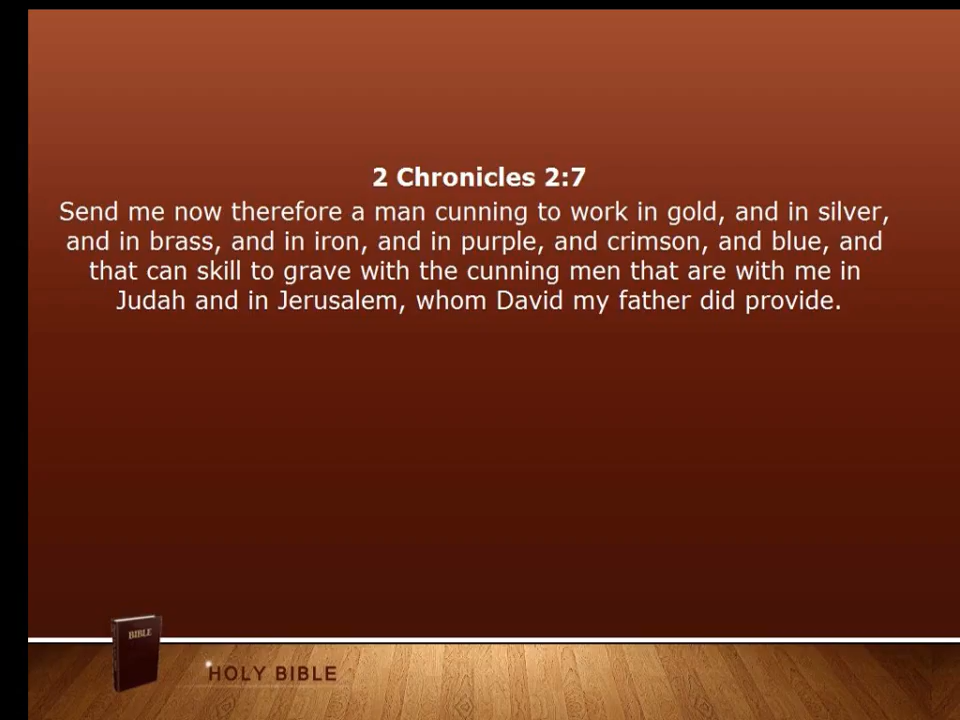 2 Chronicles 2:7
Send me now therefore a man cunning to work in gold, and in silver,
and in brass, and in iron, and in purple, and crimson, and blue, and
that can skill to grave with the cunning men that are with me in
Judah and in Jerusalem, whom David my father did provide.
BIBLE
HOLY BIBLE